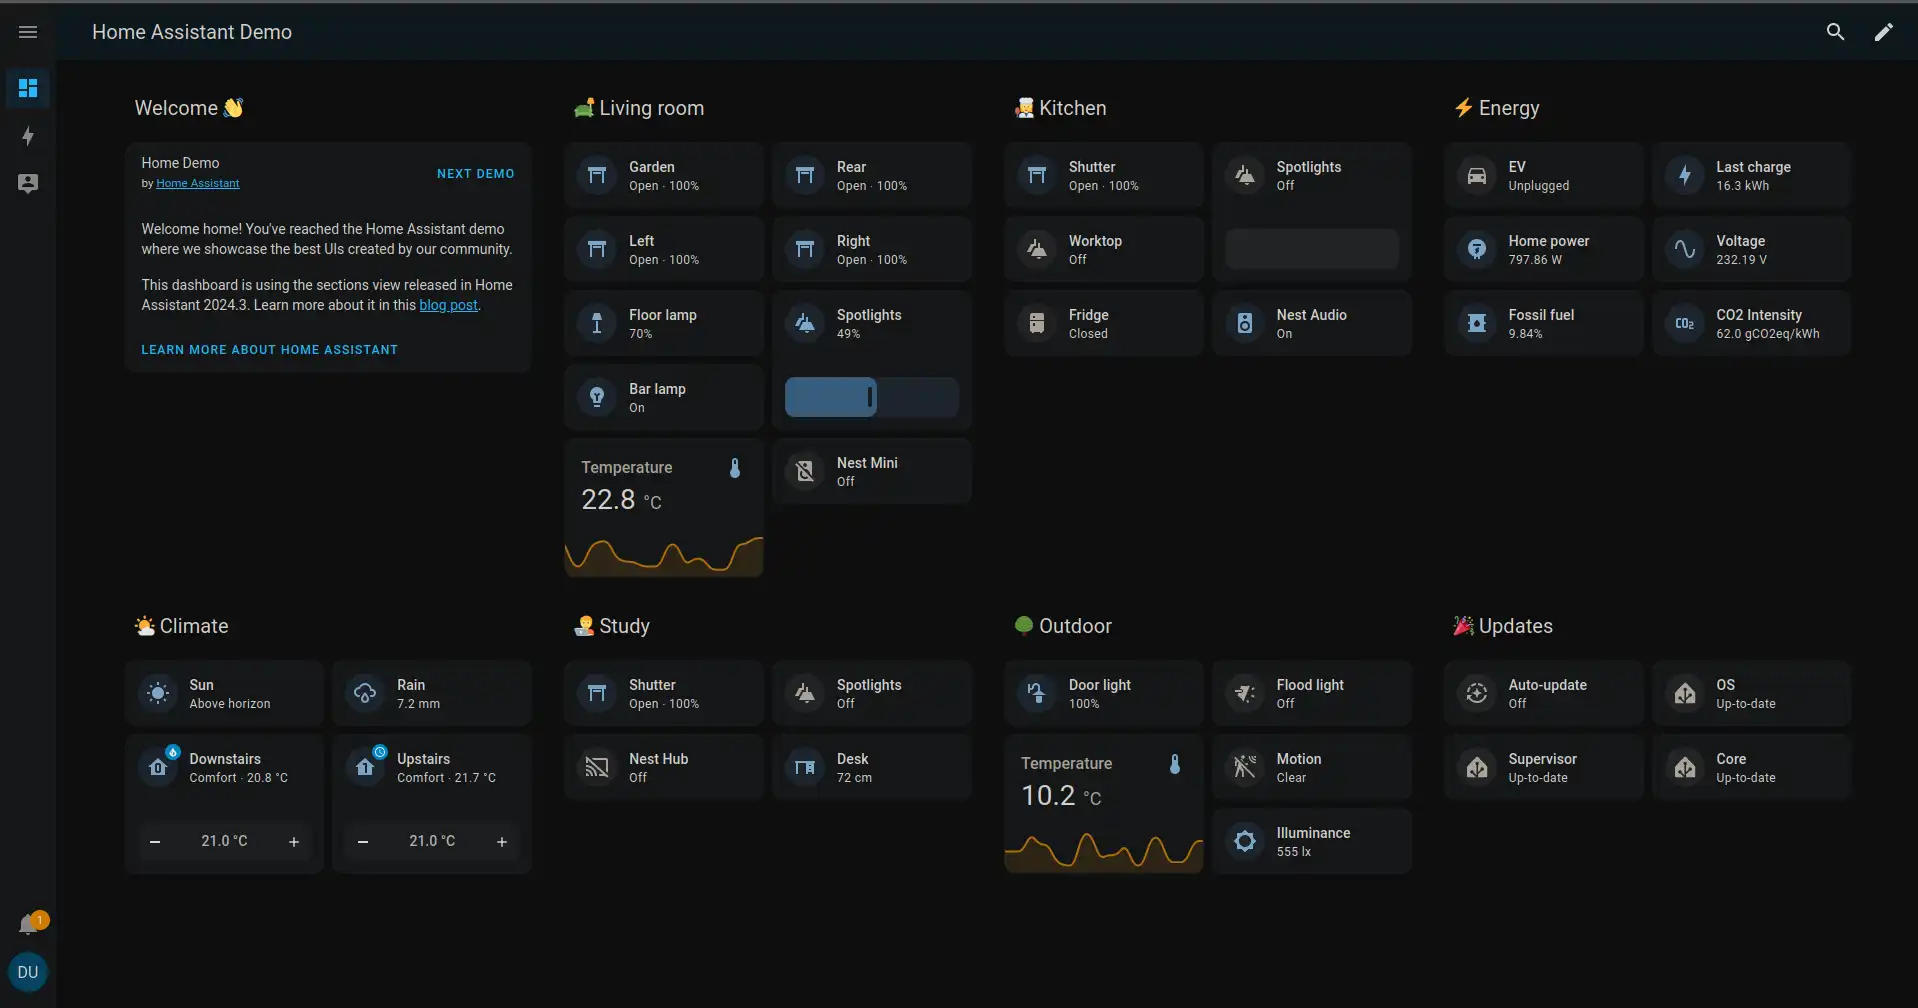 Home Assistant Demo
Welcome 👋
Home Demo
by Home Assistant
NEXT DEMO
Welcome home! You've reached the Home Assistant demo
where we showcase the best UIs created by our community.
This dashboard is using the sections view released in Home
Assistant 2024.3. Learn more about it in this blog post.
LEARN MORE ABOUT HOME ASSISTANT
Living room
Garden
Open · 100%
Rear
Open · 100%
Left
Open · 100%
Right
Open · 100%
Floor lamp
70%
Spotlights
49%
Bar lamp
On
Temperature
22.8 °C
Nest Mini
Off
Kitchen
Shutter
Open · 100%
Spotlights
Off
Worktop
Off
Fridge
Closed
Nest Audio
On
Energy
EV
Unplugged
Last charge
16.3 kWh
Home power
797.86 W
Voltage
232.19 V
Fossil fuel
9.84%
CO2
CO2 Intensity
62.0 gCO2eq/kWh
Climate
Sun
Above horizon
Rain
7.2 mm
0
Downstairs
Comfort · 20.8 °C
− 21.0 °C +
1
Upstairs
Comfort · 21.7 °C
− 21.0 °C +
Study
Shutter
Open · 100%
Spotlights
Off
Nest Hub
Off
Desk
72 cm
Outdoor
Door light
100%
Flood light
Off
Temperature
10.2 °C
Motion
Clear
Illuminance
555 lx
Updates
Auto-update
Off
OS
Up-to-date
Supervisor
Up-to-date
Core
Up-to-date
1
DU